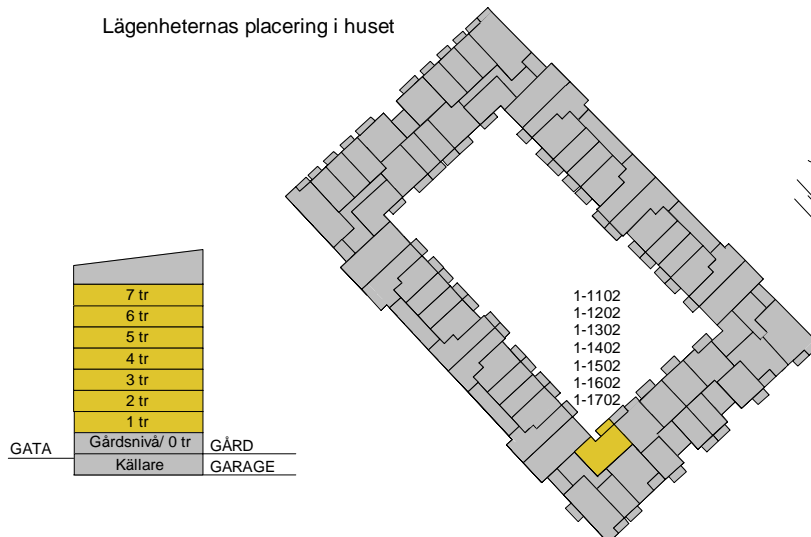 Lägenheternas placering i huset
1-1102
1-1202
1-1302
1-1402
1-1502
1-1602
1-1702
7 tr
6 tr
5 tr
4 tr
3 tr
2 tr
1 tr
GATA Gårdsnivå/ 0 tr GÅRD
Källare GARAGE